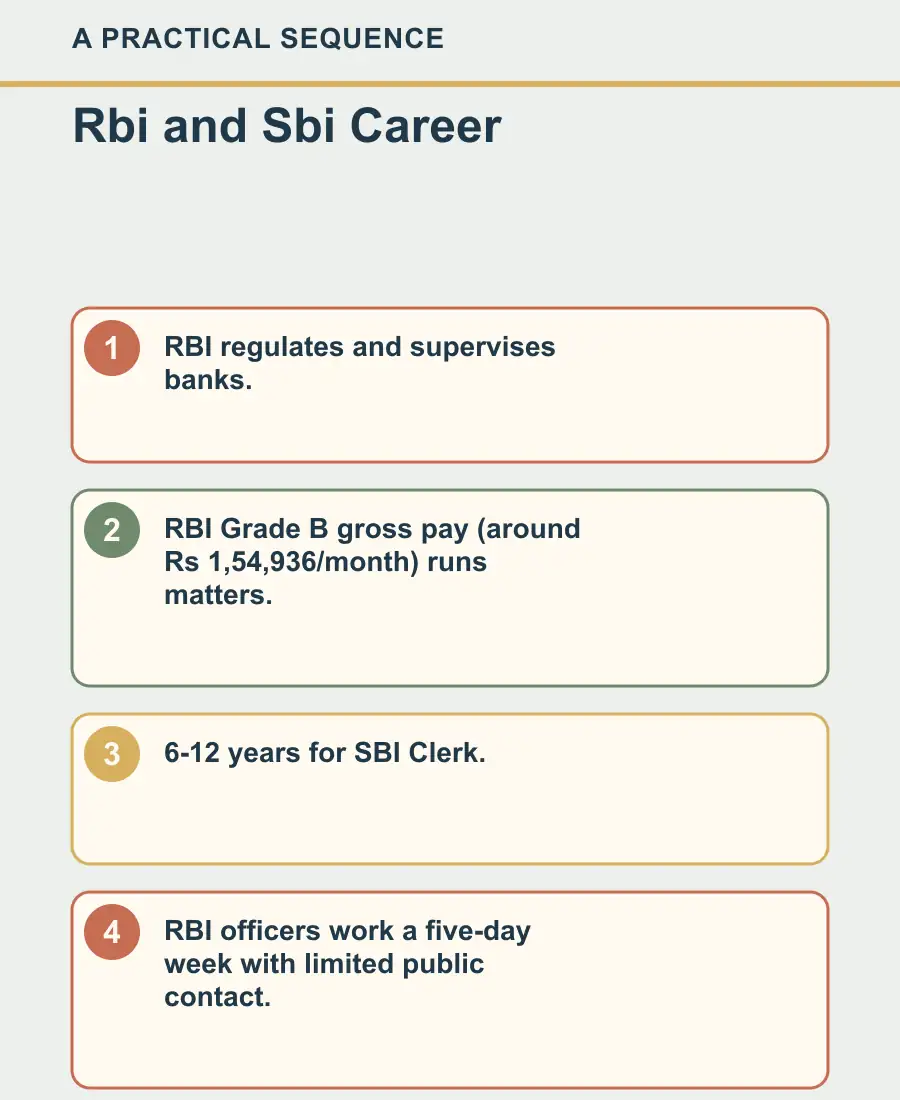 A PRACTICAL SEQUENCE
Rbi and Sbi Career
1
RBI regulates and supervises
banks.
2
RBI Grade B gross pay (around
Rs 1,54,936/month) runs
matters.
3
6-12 years for SBI Clerk.
4
RBI officers work a five-day
week with limited public
contact.